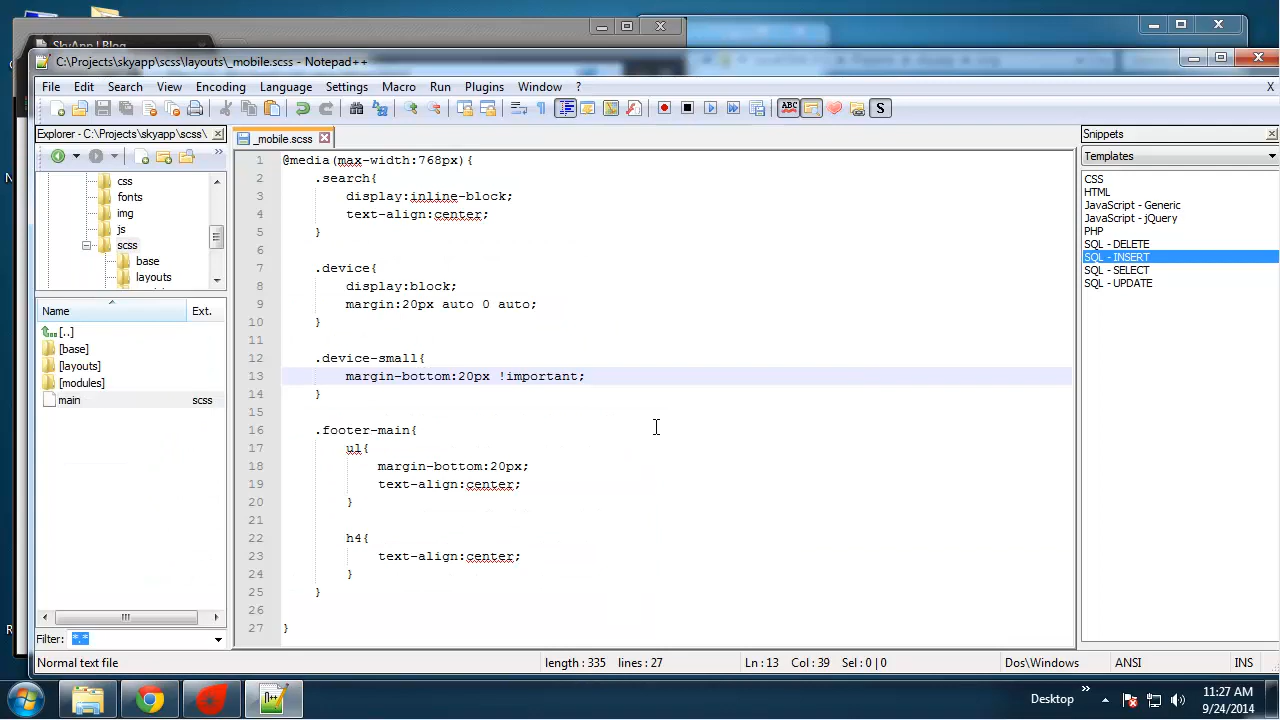 SkyApp | Blog
C:\Projects\skyapp\scss\layouts\_mobile.scss - Notepad++
File Edit Search View Encoding Language Settings Macro Run Plugins Window ? X
ABC S
Explorer - C:\Projects\skyapp\scss\
_mobile.scss
Snippets
css
fonts
img
js
scss
base
layouts
Name Ext.
[..]
[base]
[layouts]
[modules]
main scss
Filter: *.*
1 @media(max-width:768px){
2 .search{
3 display:inline-block;
4 text-align:center;
5 }
6
7 .device{
8 display:block;
9 margin:20px auto 0 auto;
10 }
11
12 .device-small{
13 margin-bottom:20px !important;
14 }
15
16 .footer-main{
17 ul{
18 margin-bottom:20px;
19 text-align:center;
20 }
21
22 h4{
23 text-align:center;
24 }
25 }
26
27 }
Templates
CSS
HTML
JavaScript - Generic
JavaScript - jQuery
PHP
SQL - DELETE
SQL - INSERT
SQL - SELECT
SQL - UPDATE
Normal text file length : 335 lines : 27 Ln : 13 Col : 39 Sel : 0 | 0 Dos\Windows ANSI INS
Desktop
11:27 AM
9/24/2014